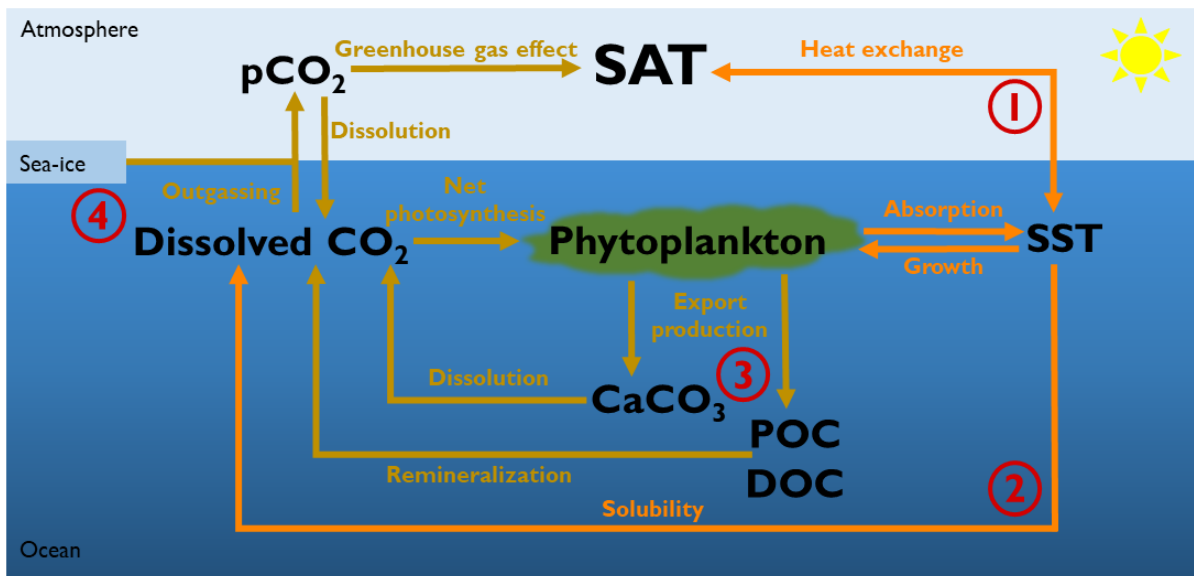 Atmosphere
Greenhouse gas effect
SAT
Heat exchange
pCO₂
1
Dissolution
Sea-ice
Outgassing
Net
photosynthesis
4
Absorption
Dissolved CO₂
Phytoplankton
SST
Growth
Export
production
Dissolution
3
CaCO₃
POC
Remineralization
DOC
2
Solubility
Ocean